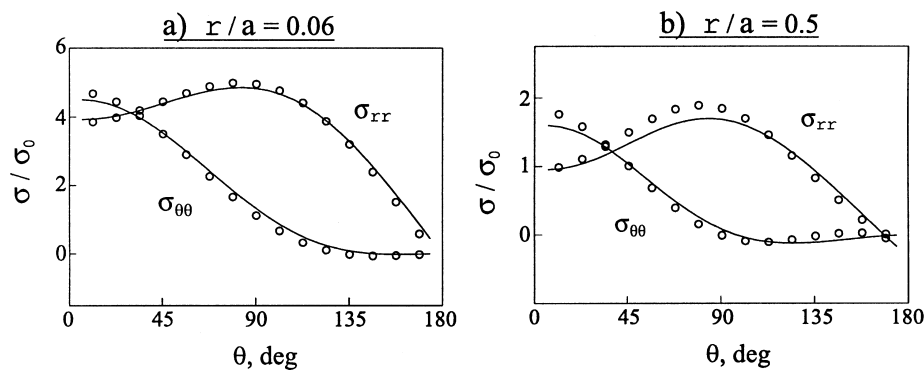 a) r / a = 0.06
6
4
2
0
σ / σ₀
σrr
σθθ
0 45 90 135 180
θ, deg
b) r / a = 0.5
2
1
0
σ / σ₀
σrr
σθθ
0 45 90 135 180
θ, deg